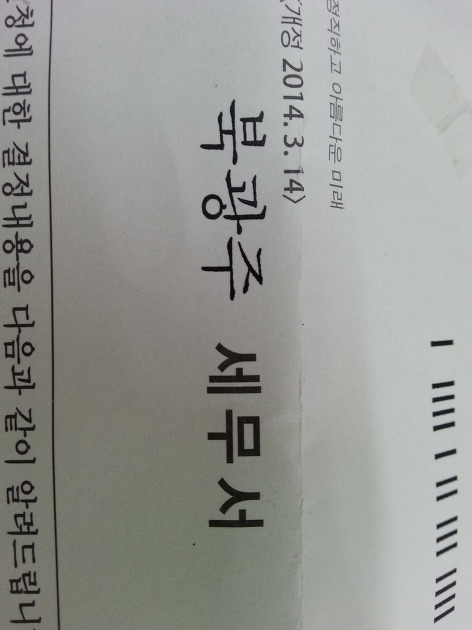 정직하고 아름다운 미래
개정 2014. 3. 14>
북광주 세무서
청에 대한 결정내용을 다음과 같이 알려드립니